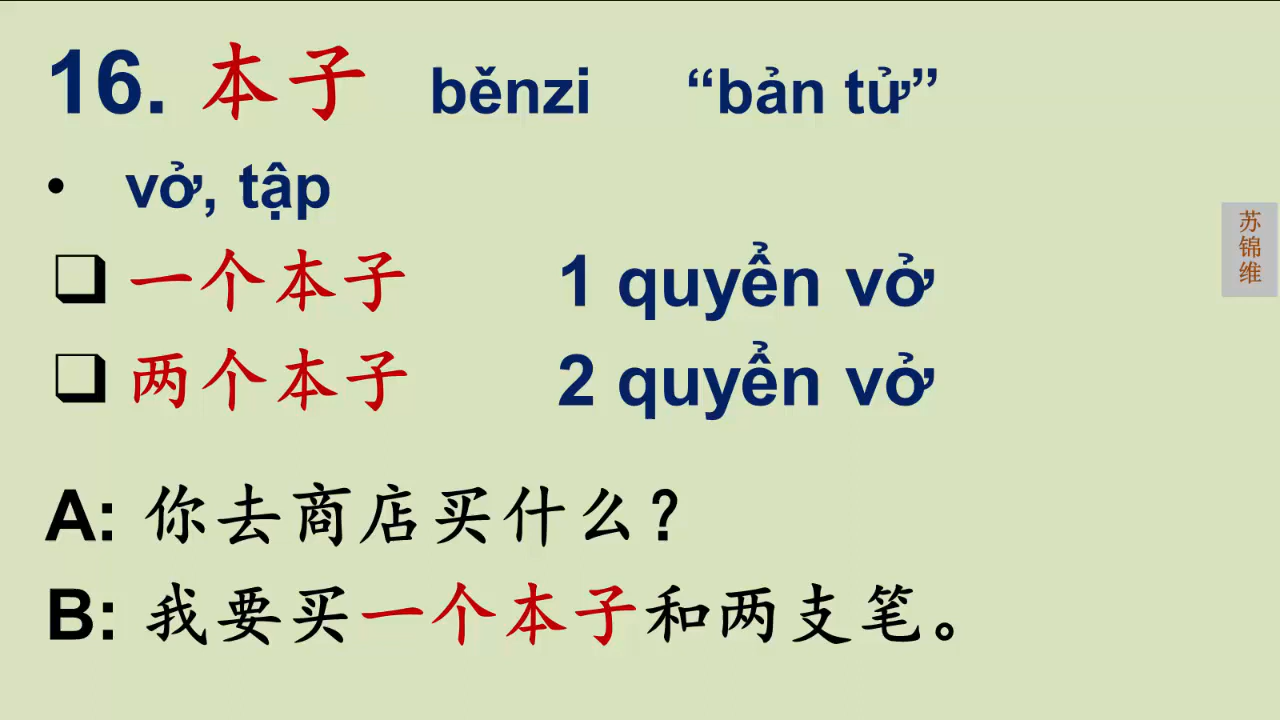 16. 本子 běnzi “bản tử”
• vở, tập
❑ 一个本子 1 quyển vở
❑ 两个本子 2 quyển vở
A: 你去商店买什么？
B: 我要买一个本子和两支笔。
苏
锦
维